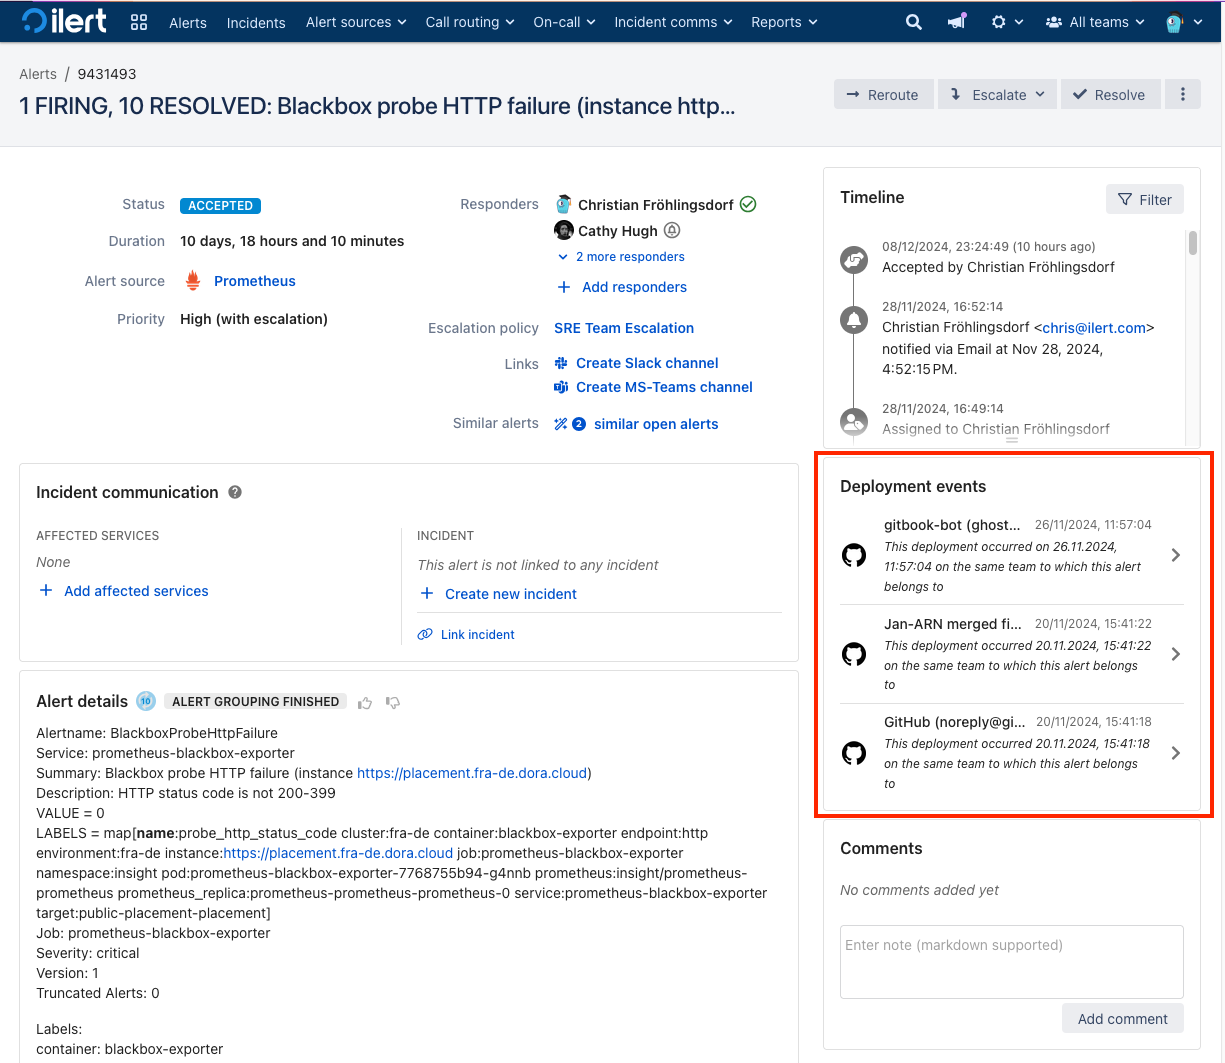 ilert
Alerts
Incidents
Alert sources
Call routing
On-call
Incident comms
Reports
All teams
Alerts / 9431493
1 FIRING, 10 RESOLVED: Blackbox probe HTTP failure (instance http...
Reroute
Escalate
Resolve
Status
ACCEPTED
Duration
10 days, 18 hours and 10 minutes
Alert source
Prometheus
Priority
High (with escalation)
Responders
Christian Fröhlingsdorf
Cathy Hugh
2 more responders
Add responders
Escalation policy
SRE Team Escalation
Links
Create Slack channel
Create MS-Teams channel
Similar alerts
2 similar open alerts
Timeline
Filter
08/12/2024, 23:24:49 (10 hours ago)
Accepted by Christian Fröhlingsdorf
28/11/2024, 16:52:14
Christian Fröhlingsdorf <chris@ilert.com>
notified via Email at Nov 28, 2024,
4:52:15 PM.
28/11/2024, 16:49:14
Assigned to Christian Fröhlingsdorf
Incident communication ?
AFFECTED SERVICES
None
Add affected services
INCIDENT
This alert is not linked to any incident
Create new incident
Link incident
Deployment events
gitbook-bot (ghost... 26/11/2024, 11:57:04
This deployment occurred on 26.11.2024,
11:57:04 on the same team to which this alert
belongs to
Jan-ARN merged fi... 20/11/2024, 15:41:22
This deployment occurred 20.11.2024, 15:41:22
on the same team to which this alert belongs
to
GitHub (noreply@gi... 20/11/2024, 15:41:18
This deployment occurred 20.11.2024, 15:41:18
on the same team to which this alert belongs
to
Alert details 10 ALERT GROUPING FINISHED
Alertname: BlackboxProbeHttpFailure
Service: prometheus-blackbox-exporter
Summary: Blackbox probe HTTP failure (instance https://placement.fra-de.dora.cloud)
Description: HTTP status code is not 200-399
VALUE = 0
LABELS = map[name:probe_http_status_code cluster:fra-de container:blackbox-exporter endpoint:http
environment:fra-de instance:https://placement.fra-de.dora.cloud job:prometheus-blackbox-exporter
namespace:insight pod:prometheus-blackbox-exporter-7768755b94-g4nnb prometheus:insight/prometheus-
prometheus prometheus_replica:prometheus-prometheus-prometheus-0 service:prometheus-blackbox-exporter
target:public-placement-placement]
Job: prometheus-blackbox-exporter
Severity: critical
Version: 1
Truncated Alerts: 0
Labels:
container: blackbox-exporter
Comments
No comments added yet
Enter note (markdown supported)
Add comment